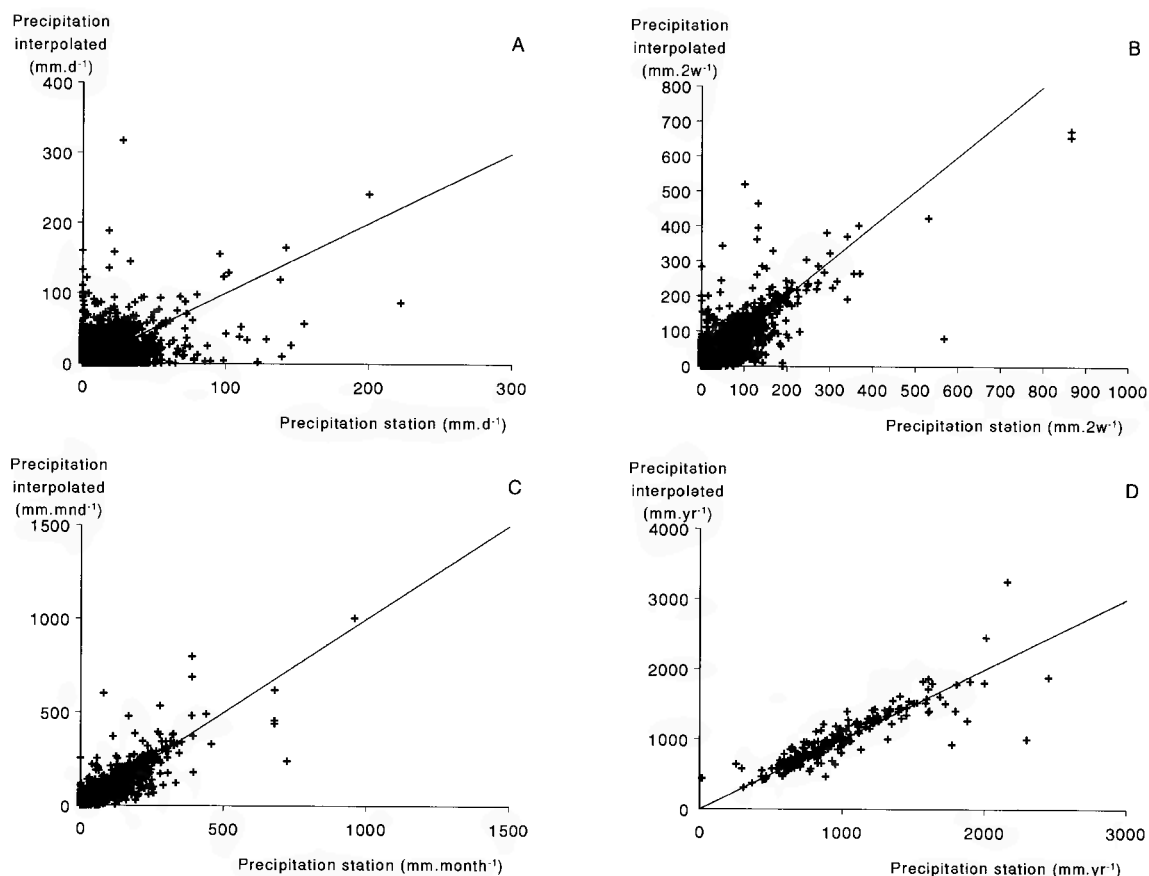 Precipitation
interpolated
(mm.d⁻¹)
A
400
300
200
100
0
0 100 200 300
Precipitation station (mm.d⁻¹)
Precipitation
interpolated
(mm.2w⁻¹)
B
800
700
600
500
400
300
200
100
0
0 100 200 300 400 500 600 700 800 900 1000
Precipitation station (mm.2w⁻¹)
Precipitation
interpolated
(mm.mnd⁻¹)
C
1500
1000
500
0
0 500 1000 1500
Precipitation station (mm.month⁻¹)
Precipitation
interpolated
(mm.yr⁻¹)
D
4000
3000
2000
1000
0
0 1000 2000 3000
Precipitation station (mm.yr⁻¹)